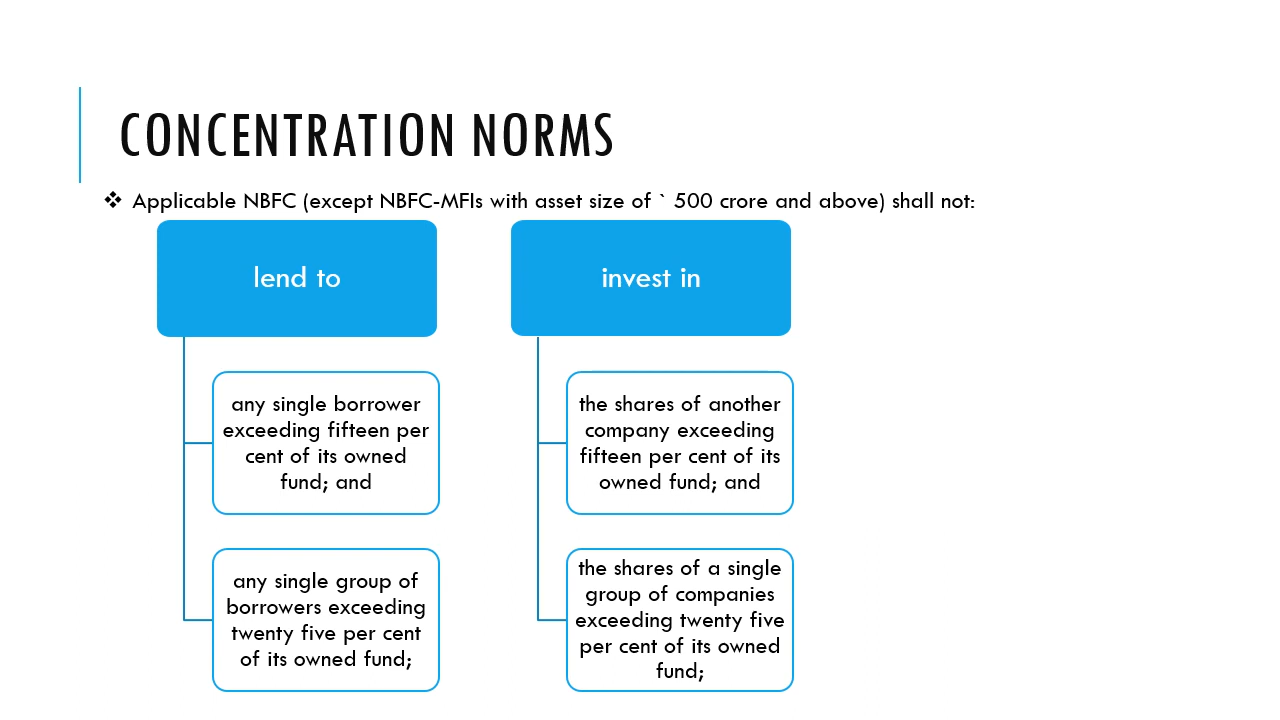 CONCENTRATION NORMS
❖ Applicable NBFC (except NBFC-MFIs with asset size of ` 500 crore and above) shall not:
lend to
any single borrower
exceeding fifteen per
cent of its owned
fund; and
any single group of
borrowers exceeding
twenty five per cent
of its owned fund;
invest in
the shares of another
company exceeding
fifteen per cent of its
owned fund; and
the shares of a single
group of companies
exceeding twenty five
per cent of its owned
fund;